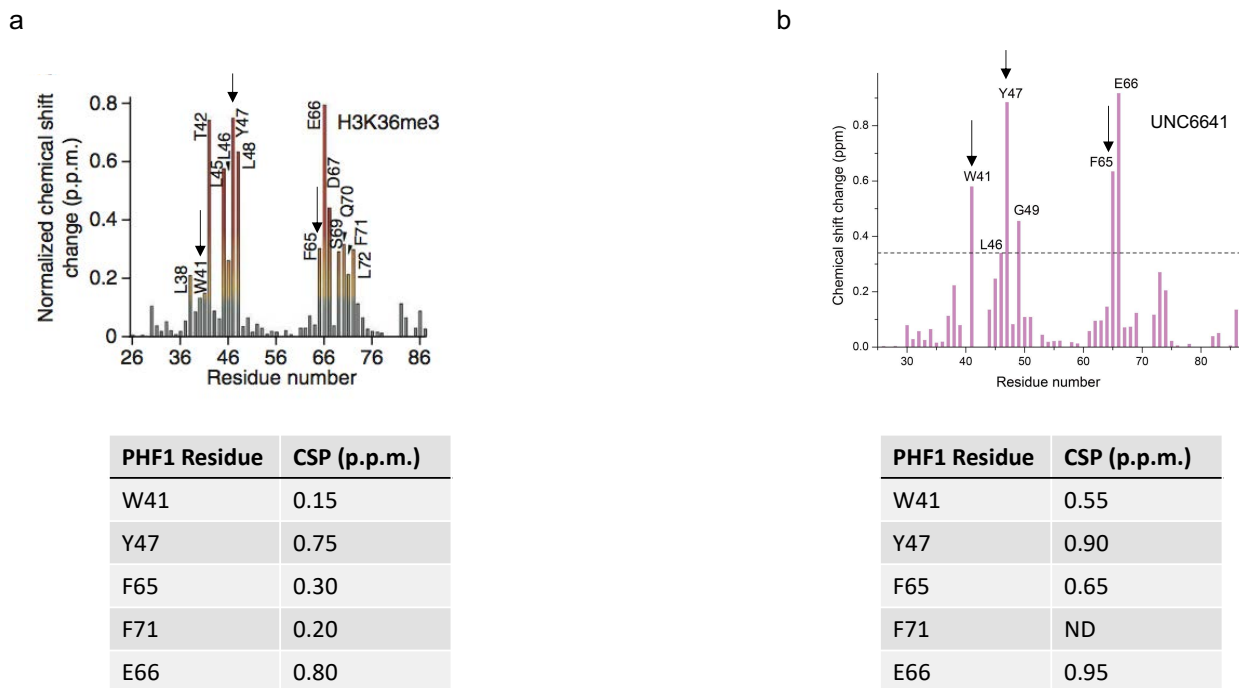 a
b
Normalized chemical shift
change (p.p.m.)
0.8
0.6
0.4
0.2
0
L38
W41
T42
L45
L46
Y47
L48
F65
E66
D67
S69
Q70
F71
L72
H3K36me3
26 36 46 56 66 76 86
Residue number
Chemical shift change (ppm)
0.8
0.6
0.4
0.2
0.0
W41
L46
Y47
G49
F65
E66
UNC6641
30 40 50 60 70 80
Residue number
PHF1 Residue CSP (p.p.m.)
W41 0.15
Y47 0.75
F65 0.30
F71 0.20
E66 0.80
PHF1 Residue CSP (p.p.m.)
W41 0.55
Y47 0.90
F65 0.65
F71 ND
E66 0.95